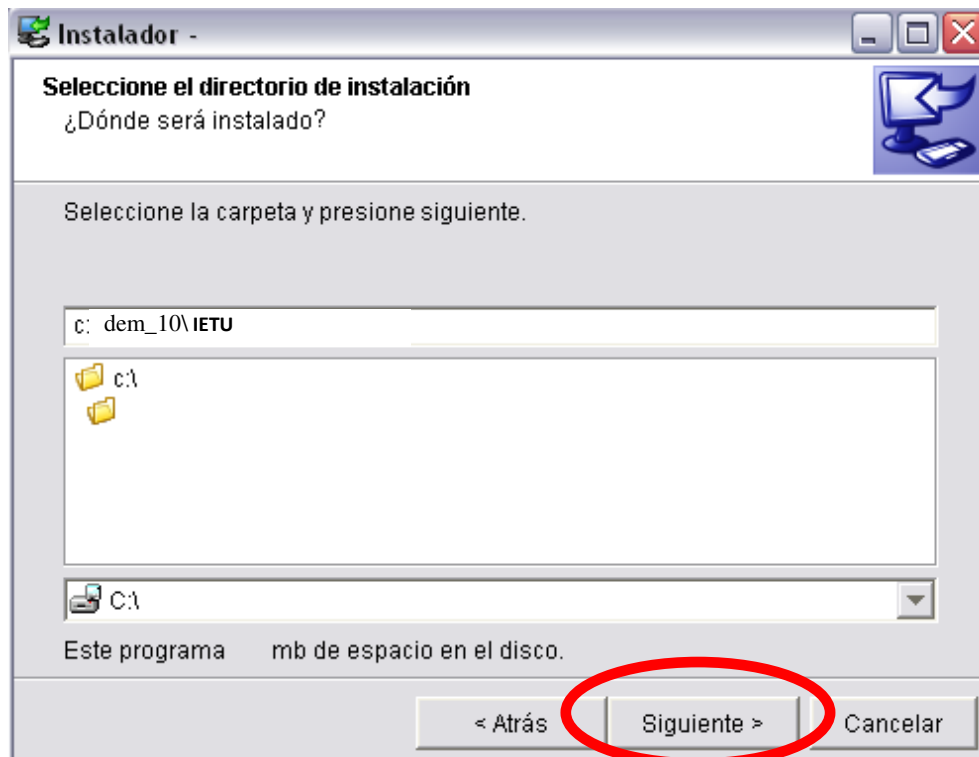 Instalador -
Seleccione el directorio de instalación
¿Dónde será instalado?
Seleccione la carpeta y presione siguiente.
c: dem_10\ IETU
c:\
C:\
Este programa mb de espacio en el disco.
< Atrás Siguiente > Cancelar